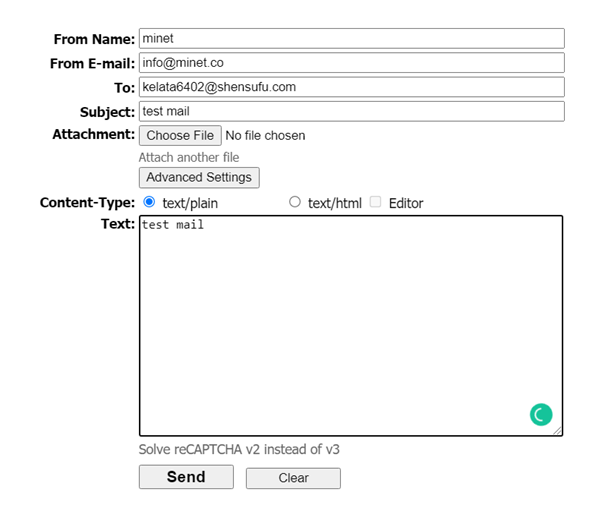 From Name: minet
From E-mail: info@minet.co
To: kelata6402@shensufu.com
Subject: test mail
Attachment: Choose File No file chosen
Attach another file
Advanced Settings
Content-Type: text/plain text/html Editor
Text: test mail
Solve reCAPTCHA v2 instead of v3
Send Clear